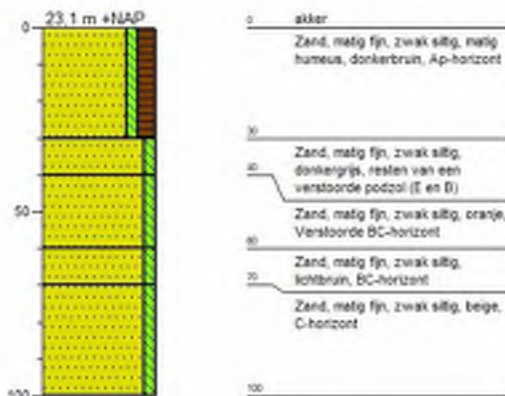 23,1 m +NAP
0
50
100
0 akker
Zand, matig fijn, zwak siltig, matig
humeus, donkerbruin, Ap-horizont
30
Zand, matig fijn, zwak siltig,
donkergrijs, resten van een
verstoorde podzol (E en B)
40
Zand, matig fijn, zwak siltig, oranje,
Verstoorde BC-horizont
60
Zand, matig fijn, zwak siltig,
lichtbruin, BC-horizont
70
Zand, matig fijn, zwak siltig, beige,
C-horizont
100